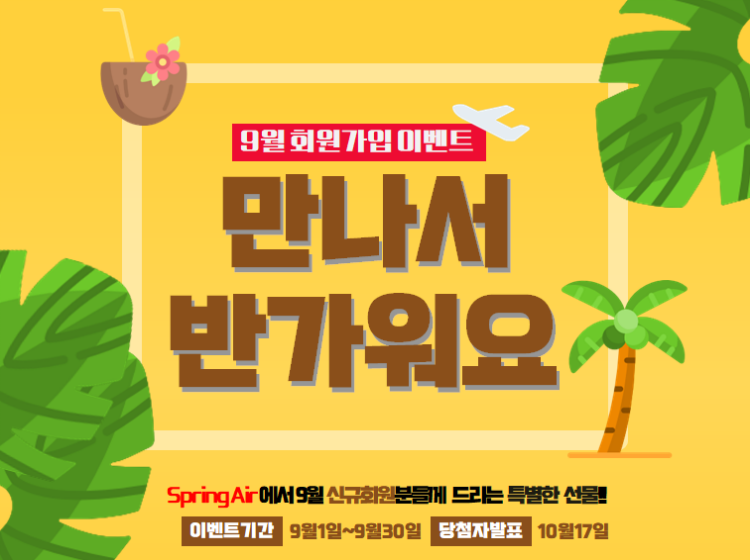 9월 회원가입 이벤트
만나서
반가워요
Spring Air에서 9월 신규회원분들께 드리는 특별한 선물!!
이벤트기간 9월1일~9월30일 당첨자발표 10월17일